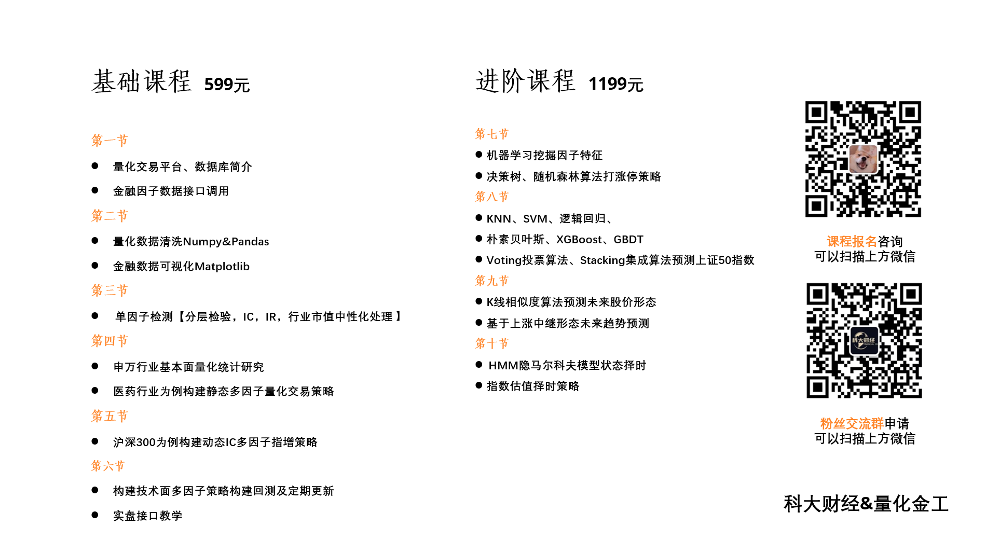 基础课程 599元
第一节
● 量化交易平台、数据库简介
● 金融因子数据接口调用
第二节
● 量化数据清洗Numpy&Pandas
● 金融数据可视化Matplotlib
第三节
● 单因子检测【分层检验，IC，IR，行业市值中性化处理】
第四节
● 申万行业基本面量化统计研究
● 医药行业为例构建静态多因子量化交易策略
第五节
● 沪深300为例构建动态IC多因子指增策略
第六节
● 构建技术面多因子策略构建回测及定期更新
● 实盘接口教学
进阶课程 1199元
第七节
● 机器学习挖掘因子特征
● 决策树、随机森林算法打涨停策略
第八节
● KNN、SVM、逻辑回归、
● 朴素贝叶斯、XGBoost、GBDT
● Voting投票算法、Stacking集成算法预测上证50指数
第九节
● K线相似度算法预测未来股价形态
● 基于上涨中继形态未来趋势预测
第十节
● HMM隐马尔科夫模型状态择时
● 指数估值择时策略
课程报名咨询
可以扫描上方微信
科大财经
粉丝交流群申请
可以扫描上方微信
科大财经&量化金工